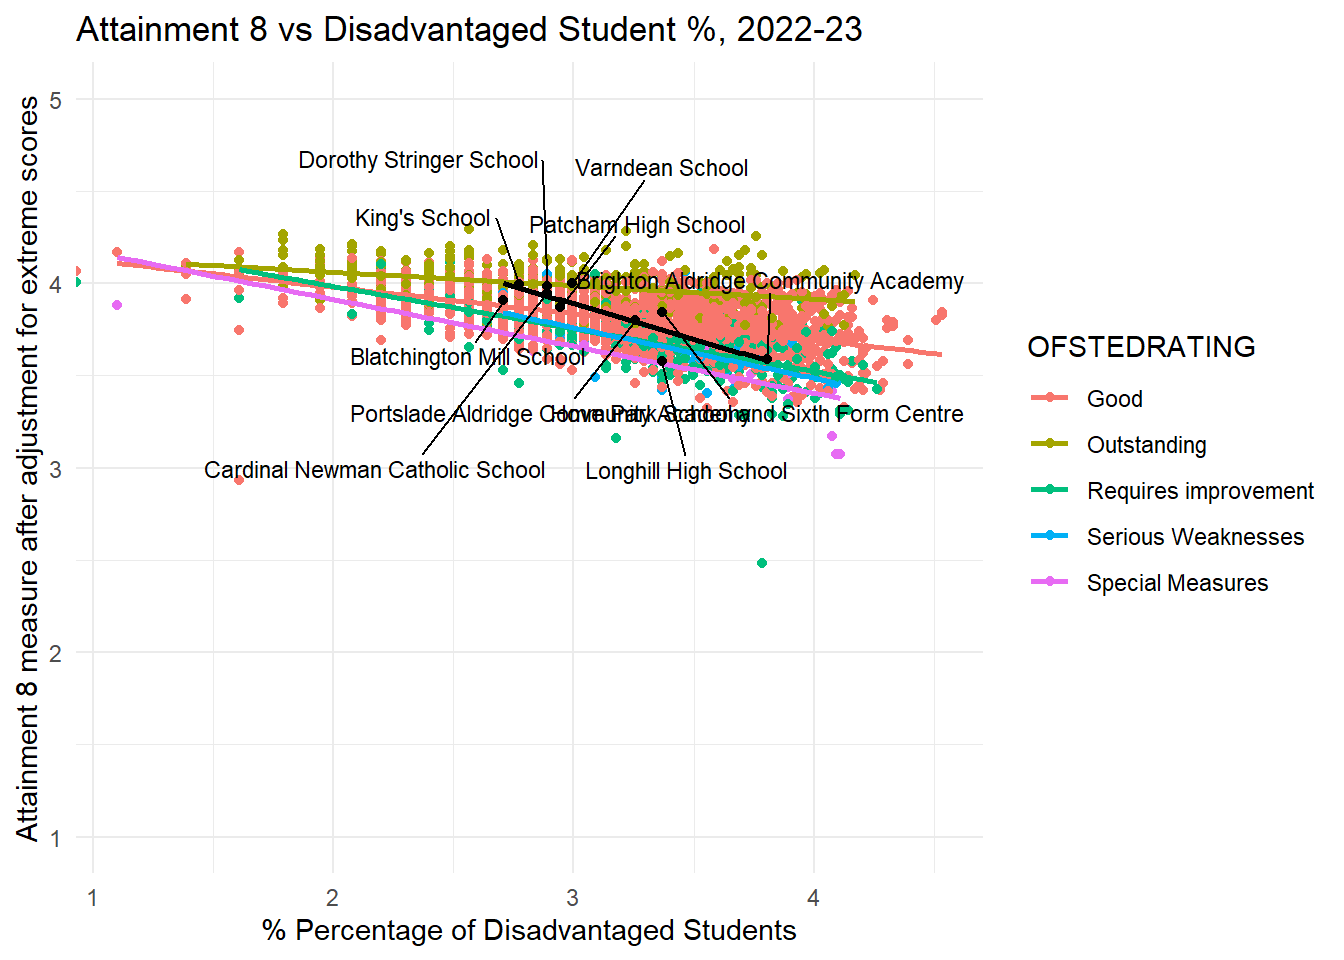 Attainment 8 vs Disadvantaged Student %, 2022-23
Attainment 8 measure after adjustment for extreme scores
5
4
3
2
1
Dorothy Stringer School
Varndean School
King's School
Patcham High School
Brighton Aldridge Community Academy
Blatchington Mill School
Portslade Aldridge Community Academy
Hove Park School and Sixth Form Centre
Cardinal Newman Catholic School
Longhill High School
1
2
3
4
% Percentage of Disadvantaged Students
OFSTEDRATING
Good
Outstanding
Requires improvement
Serious Weaknesses
Special Measures